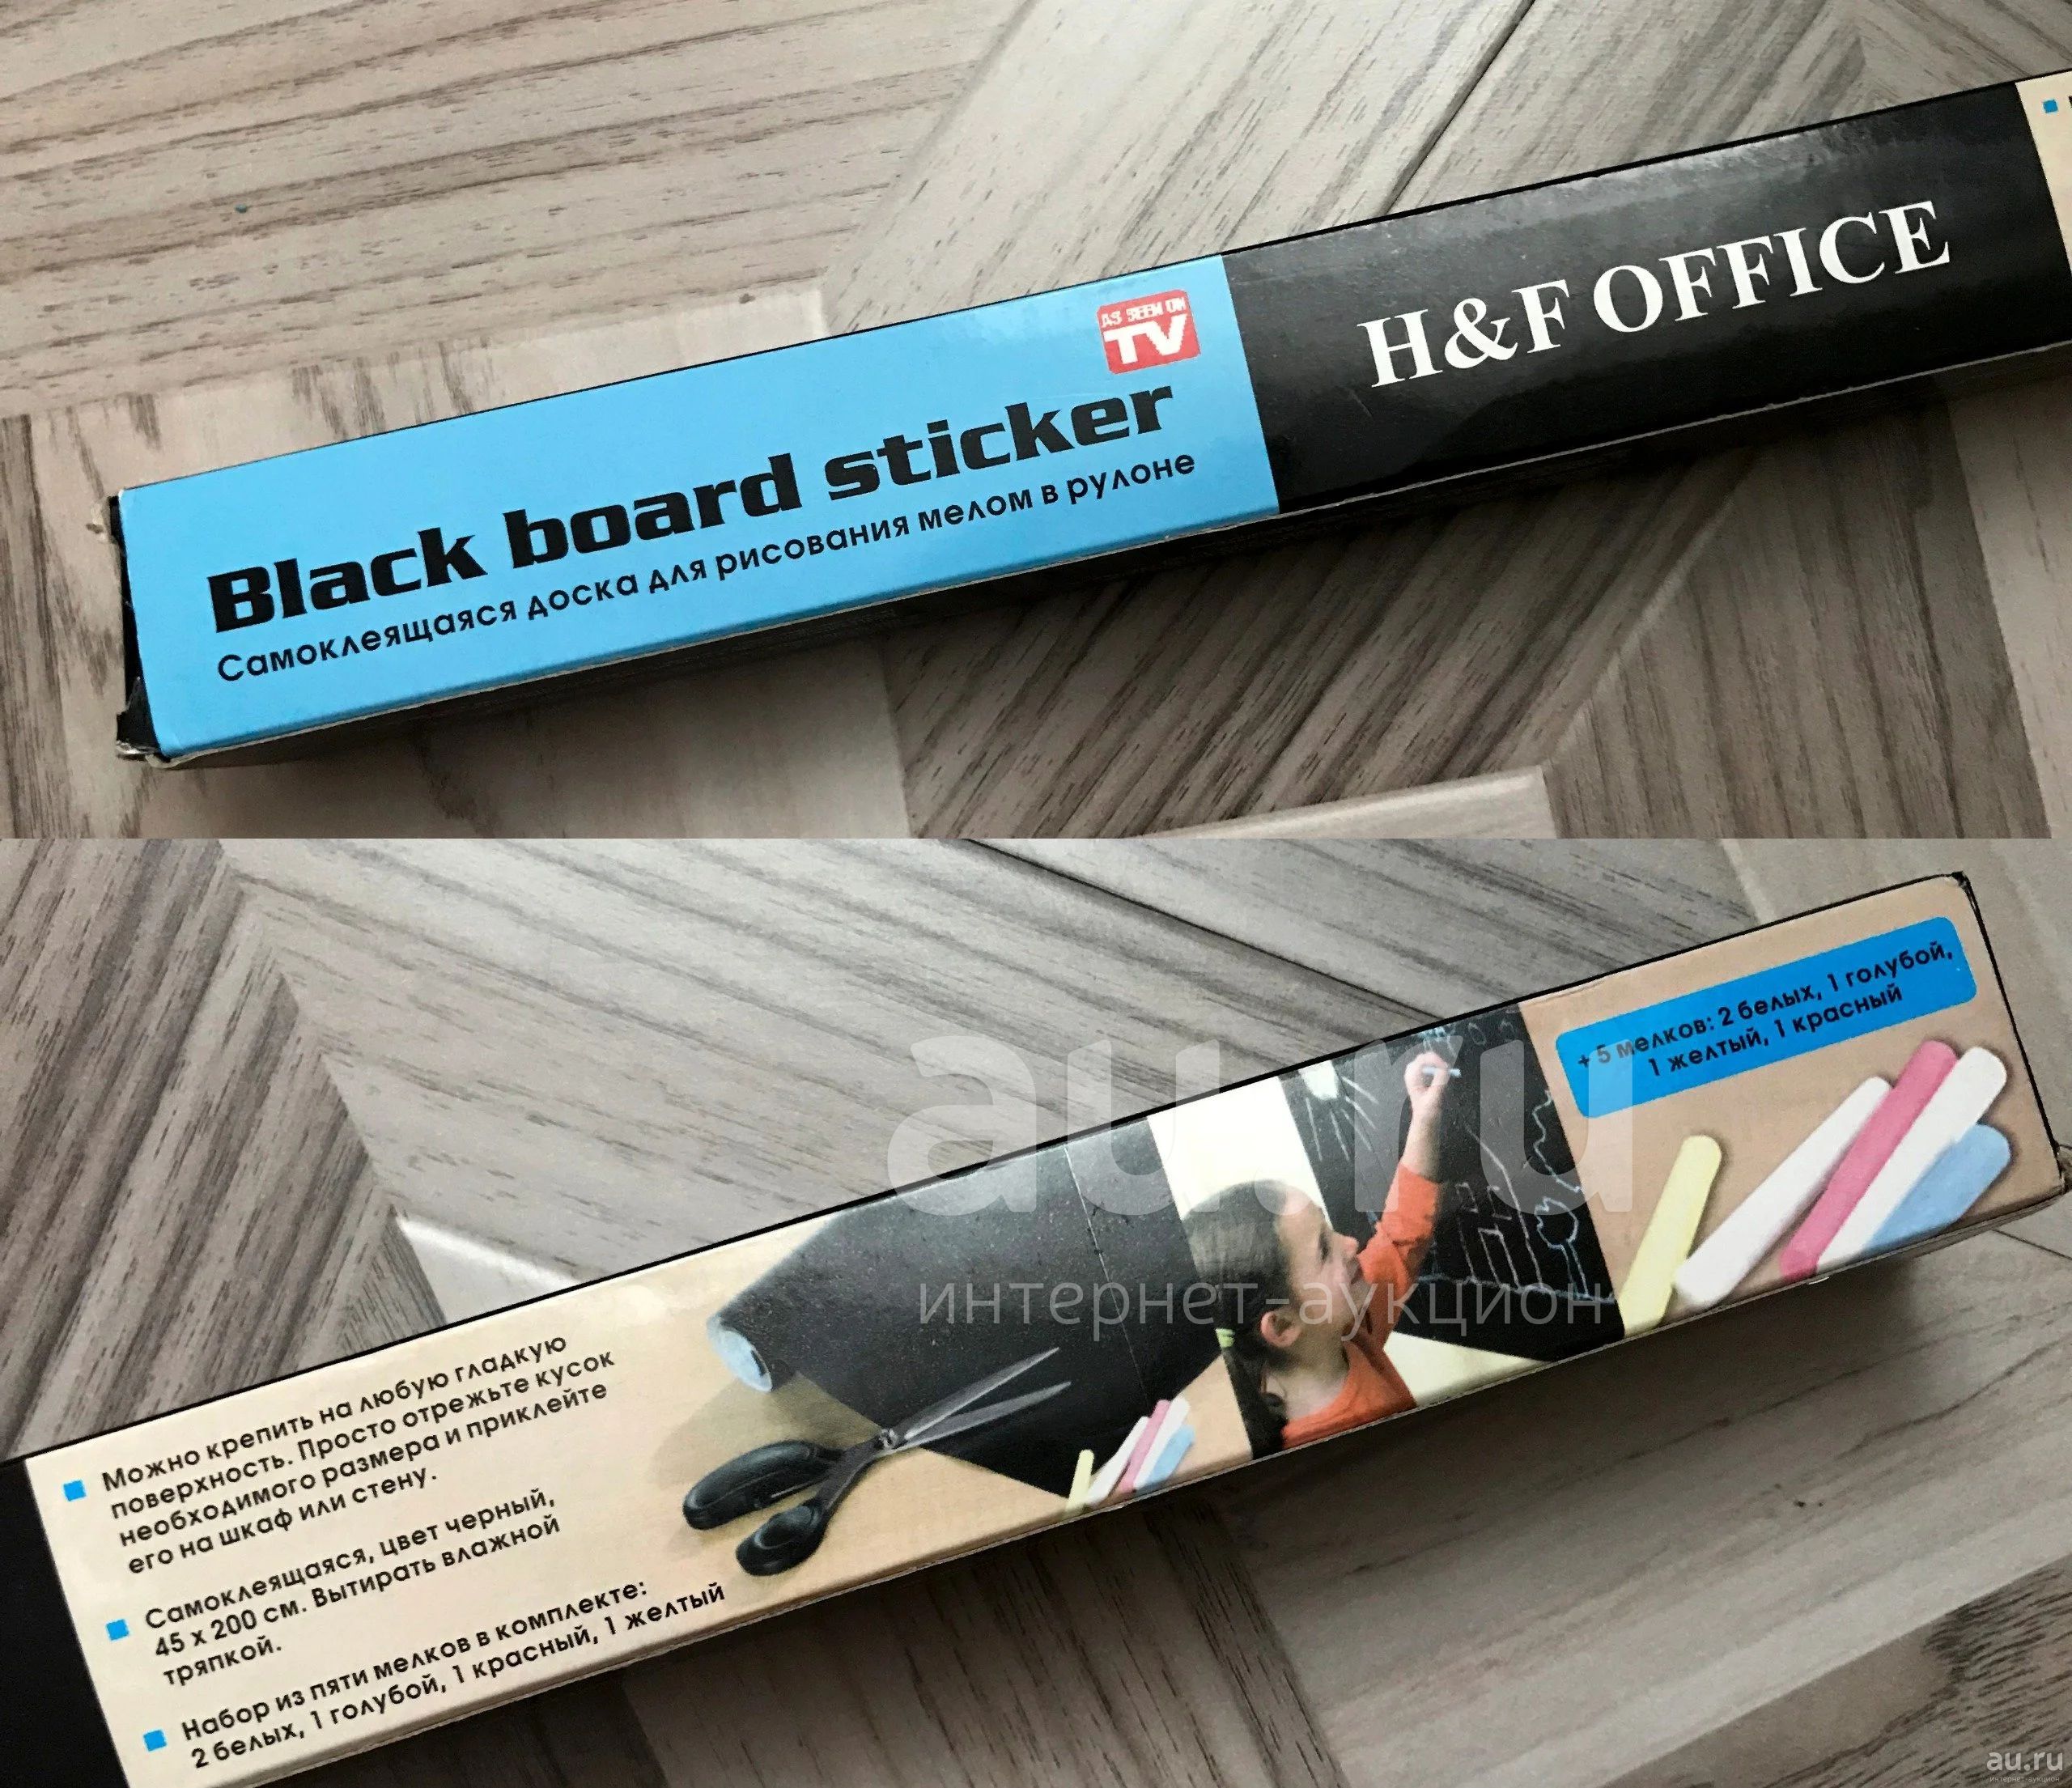 AS SEEN ON
TV
Black board sticker
Самоклеящаяся доска для рисования мелом в рулоне
H&F OFFICE
+ 5 мелков: 2 белых, 1 голубой,
1 желтый, 1 красный
au.ru
интернет-аукцион
Можно крепить на любую гладкую
поверхность. Просто отрежьте кусок
необходимого размера и приклейте
его на шкаф или стену.
Самоклеящаяся, цвет черный,
45 x 200 см. Вытирать влажной
тряпкой.
Набор из пяти мелков в комплекте:
2 белых, 1 голубой, 1 красный, 1 желтый
au.ru
интернет-аукцион